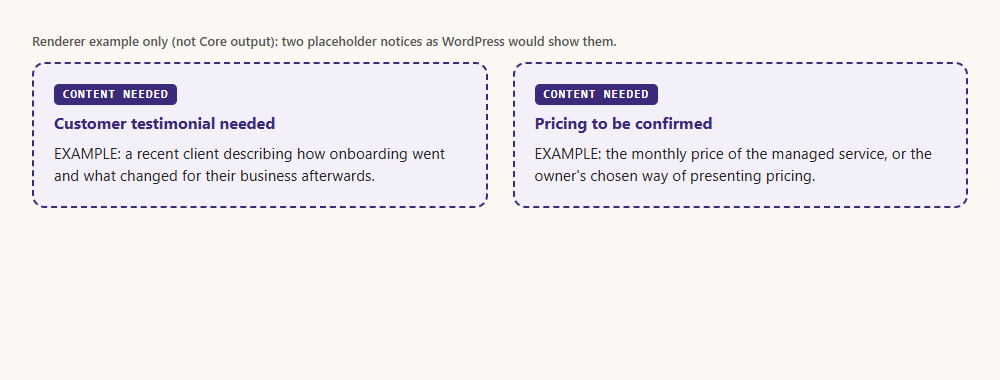 Renderer example only (not Core output): two placeholder notices as WordPress would show them.
CONTENT NEEDED
Customer testimonial needed
EXAMPLE: a recent client describing how onboarding went
and what changed for their business afterwards.
CONTENT NEEDED
Pricing to be confirmed
EXAMPLE: the monthly price of the managed service, or the
owner's chosen way of presenting pricing.